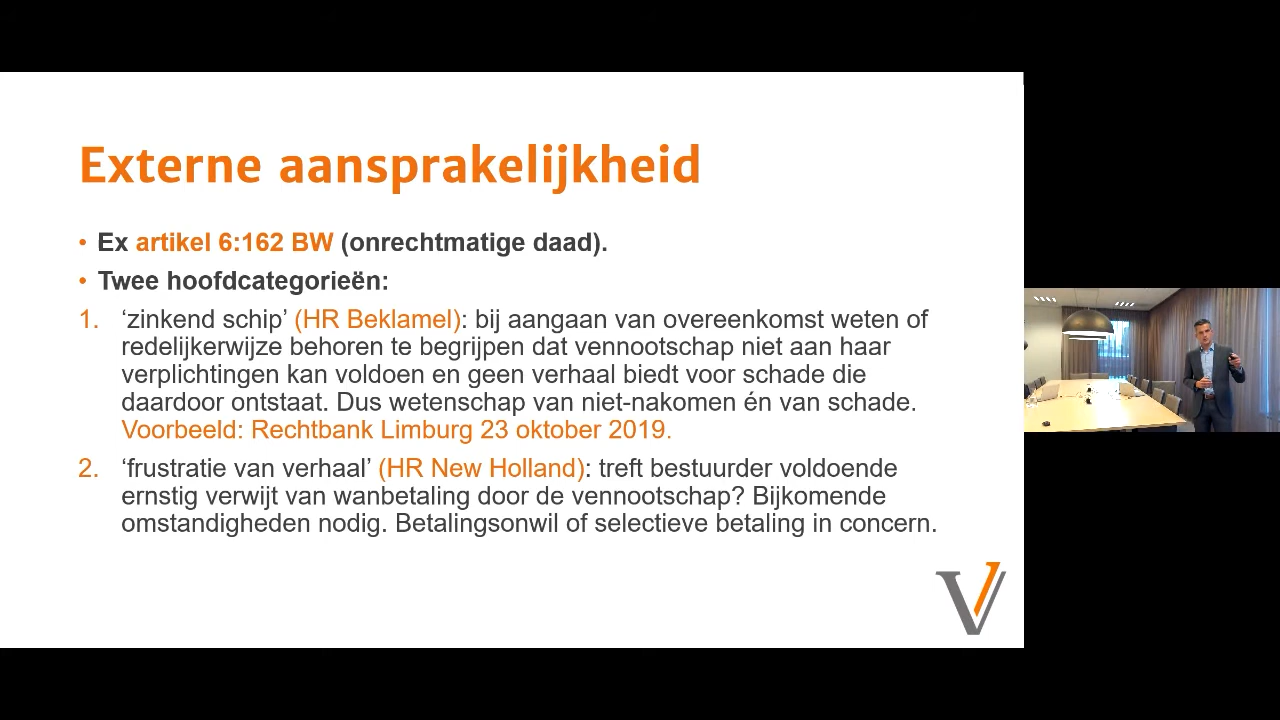 Externe aansprakelijkheid
• Ex artikel 6:162 BW (onrechtmatige daad).
• Twee hoofdcategorieën:
1. ‘zinkend schip’ (HR Beklamel): bij aangaan van overeenkomst weten of
redelijkerwijze behoren te begrijpen dat vennootschap niet aan haar
verplichtingen kan voldoen en geen verhaal biedt voor schade die
daardoor ontstaat. Dus wetenschap van niet-nakomen én van schade.
Voorbeeld: Rechtbank Limburg 23 oktober 2019.
2. ‘frustratie van verhaal’ (HR New Holland): treft bestuurder voldoende
ernstig verwijt van wanbetaling door de vennootschap? Bijkomende
omstandigheden nodig. Betalingsonwil of selectieve betaling in concern.